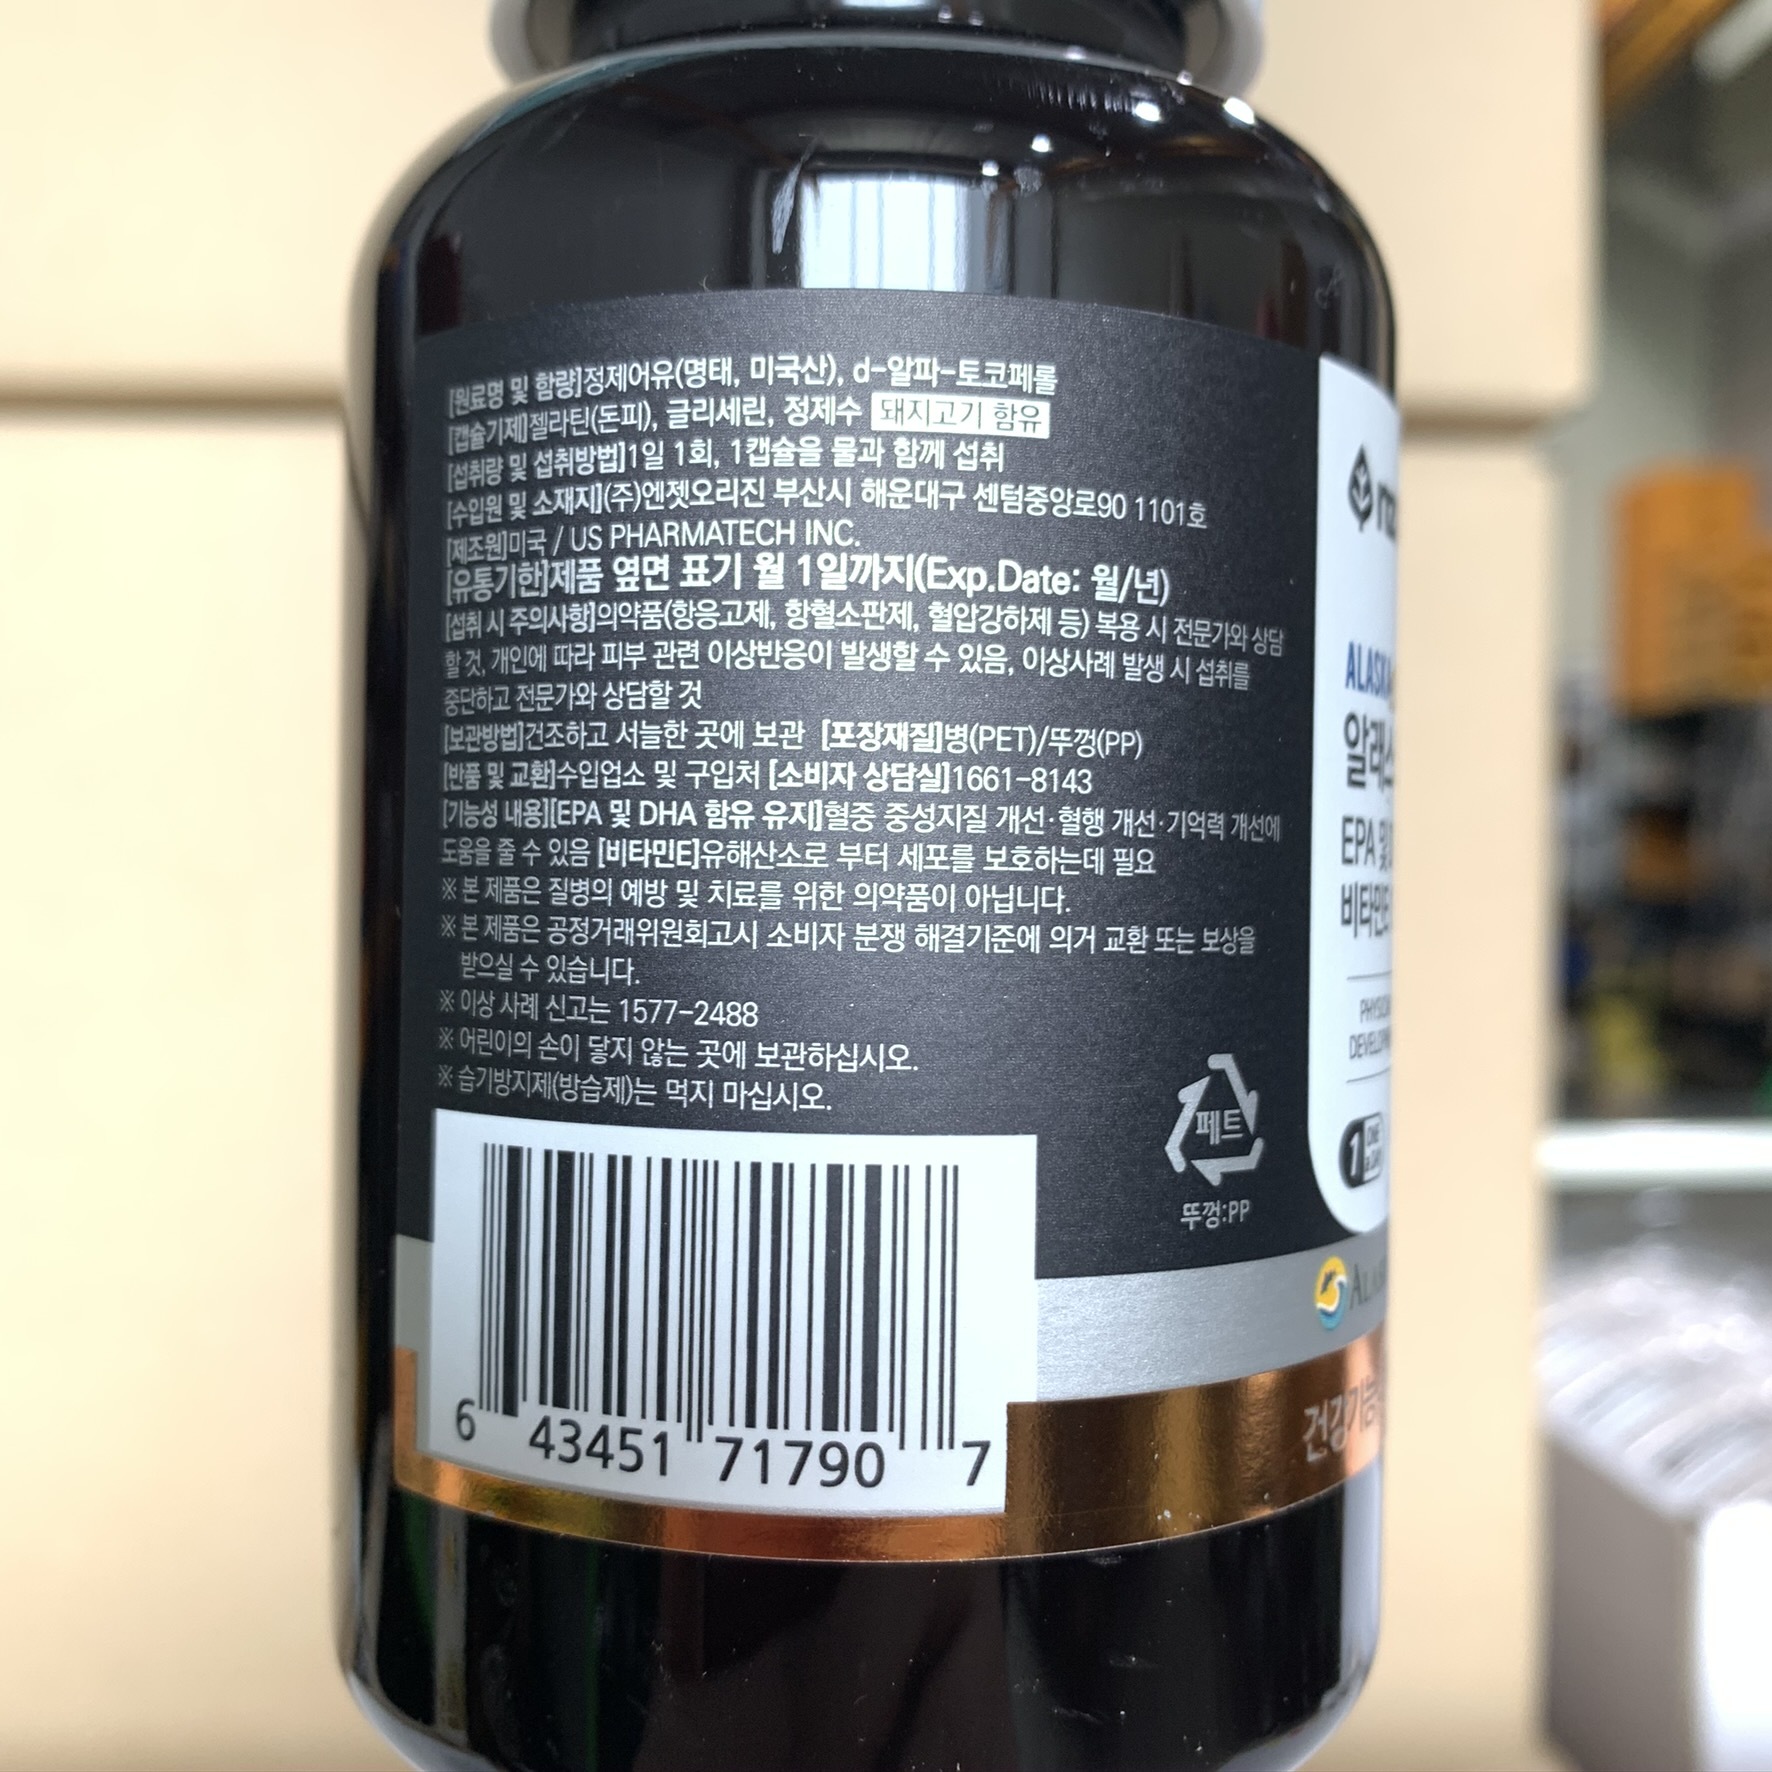 [원료명 및 함량]정제어유(명태, 미국산), d-알파-토코페롤
[캡슐기제]젤라틴(돈피), 글리세린, 정제수 돼지고기 함유
[섭취량 및 섭취방법]1일 1회, 1캡슐을 물과 함께 섭취
[수입원 및 소재지](주)엔젯오리진 부산시 해운대구 센텀중앙로90 1101호
[제조원]미국 / US PHARMATECH INC.
[유통기한]제품 옆면 표기 월 1일까지(Exp.Date: 월/년)
[섭취 시 주의사항]의약품(항응고제, 항혈소판제, 혈압강하제 등) 복용 시 전문가와 상담
할 것, 개인에 따라 피부 관련 이상반응이 발생할 수 있음, 이상사례 발생 시 섭취를
중단하고 전문가와 상담할 것
[보관방법]건조하고 서늘한 곳에 보관 [포장재질]병(PET)/뚜껑(PP)
[반품 및 교환]수입업소 및 구입처 [소비자 상담실]1661-8143
[기능성 내용][EPA 및 DHA 함유 유지]혈중 중성지질 개선·혈행 개선·기억력 개선에
도움을 줄 수 있음 [비타민E]유해산소로 부터 세포를 보호하는데 필요
※ 본 제품은 질병의 예방 및 치료를 위한 의약품이 아닙니다.
※ 본 제품은 공정거래위원회고시 소비자 분쟁 해결기준에 의거 교환 또는 보상을
받으실 수 있습니다.
※ 이상 사례 신고는 1577-2488
※ 어린이의 손이 닿지 않는 곳에 보관하십시오.
※ 습기방지제(방습제)는 먹지 마십시오.
페트
뚜껑:PP
6 43451 71790 7
EPA 및